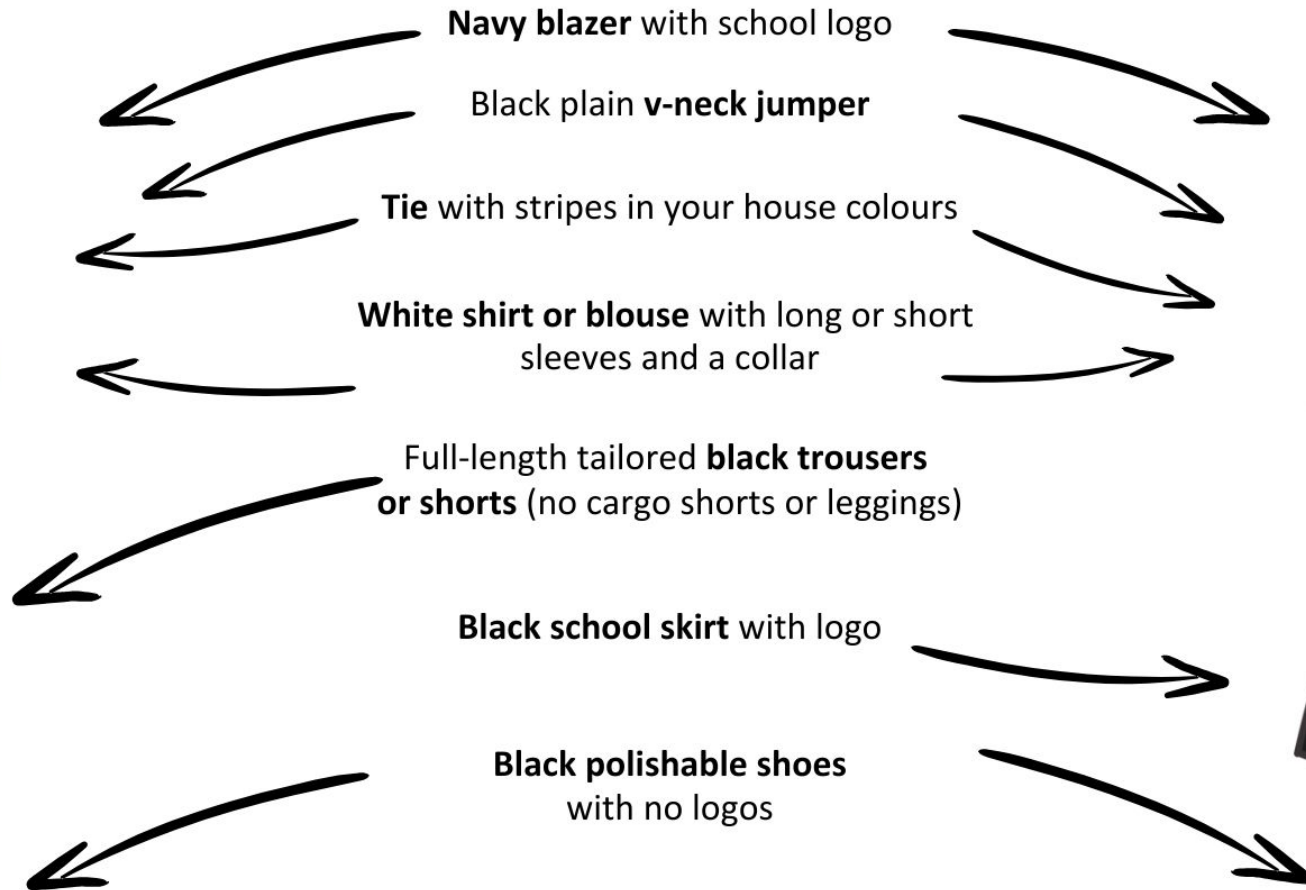 Navy blazer with school logo
Black plain v-neck jumper
Tie with stripes in your house colours
White shirt or blouse with long or short
sleeves and a collar
Full-length tailored black trousers
or shorts (no cargo shorts or leggings)
Black school skirt with logo
Black polishable shoes
with no logos